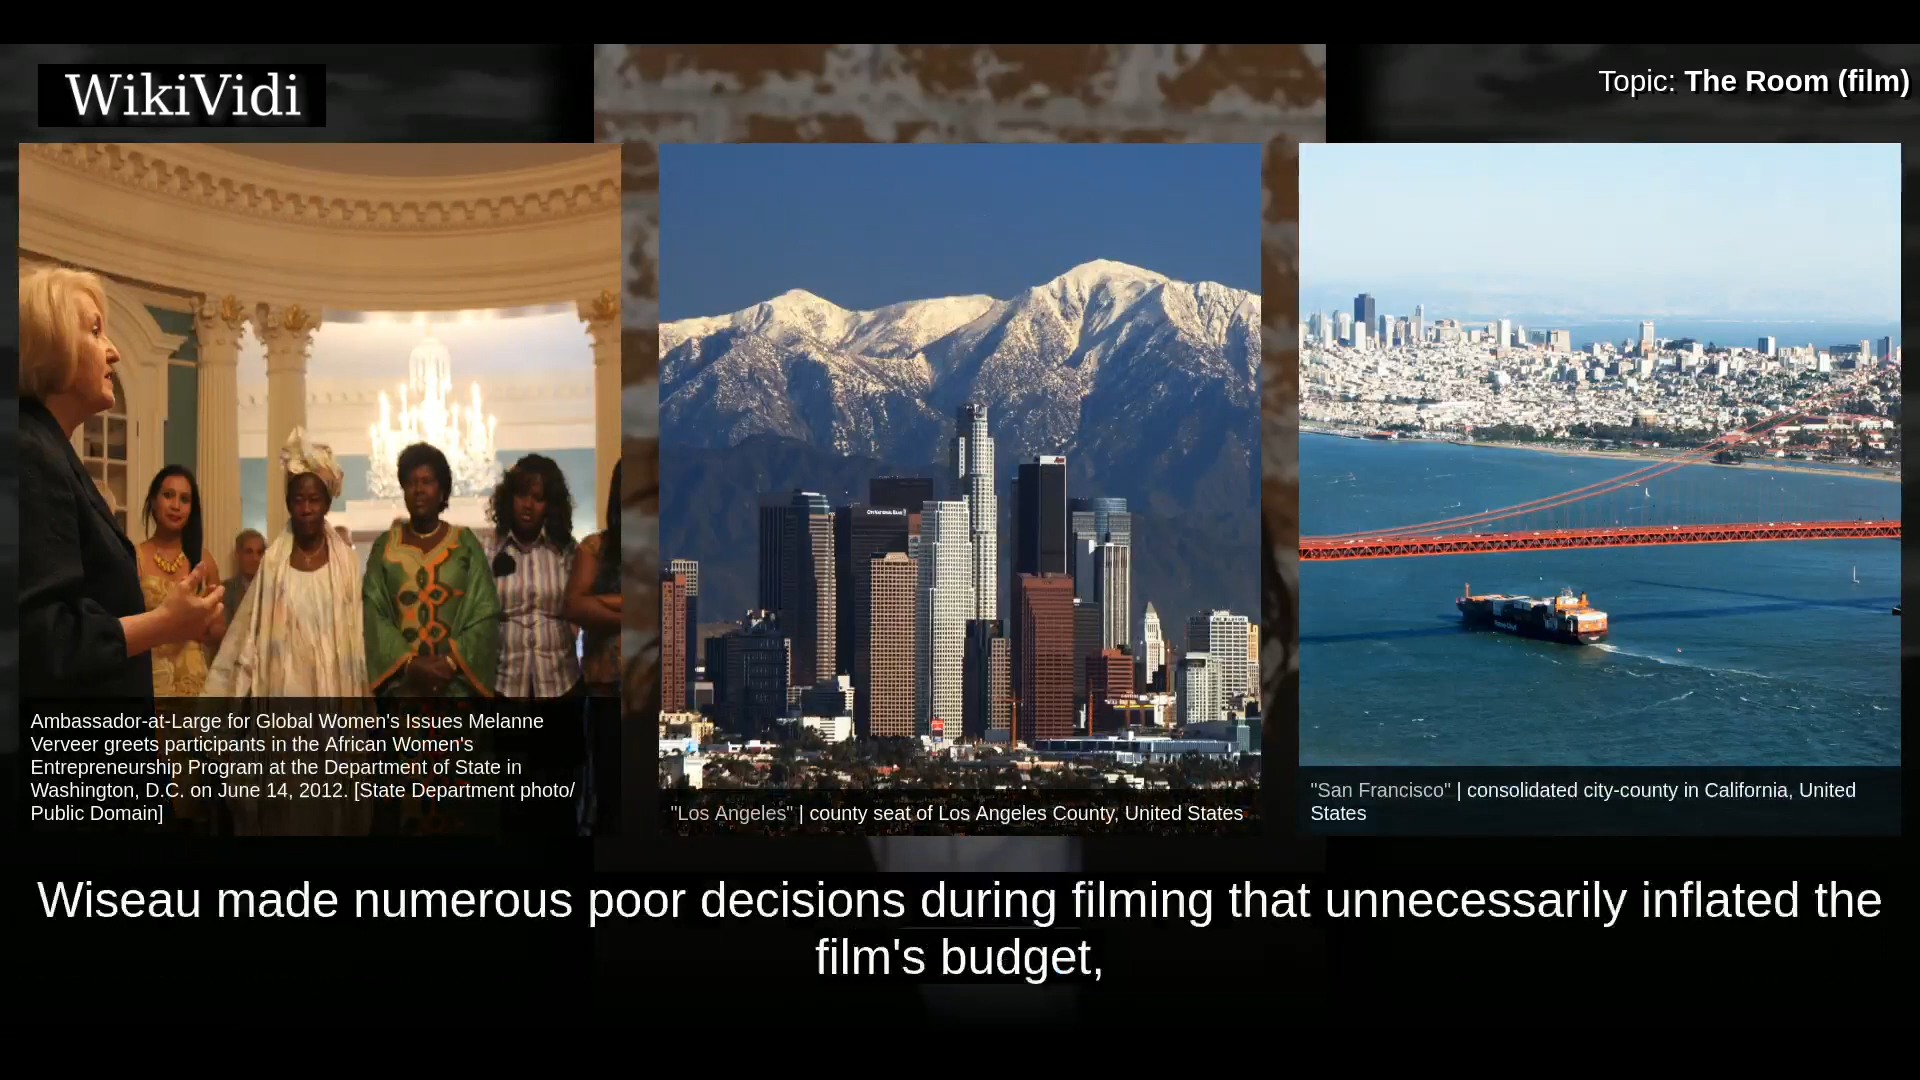 WikiVidi
Topic: The Room (film)
Ambassador-at-Large for Global Women's Issues Melanne
Verveer greets participants in the African Women's
Entrepreneurship Program at the Department of State in
Washington, D.C. on June 14, 2012. [State Department photo/
Public Domain]
"Los Angeles" | county seat of Los Angeles County, United States
"San Francisco" | consolidated city-county in California, United
States
Wiseau made numerous poor decisions during filming that unnecessarily inflated the
film's budget,